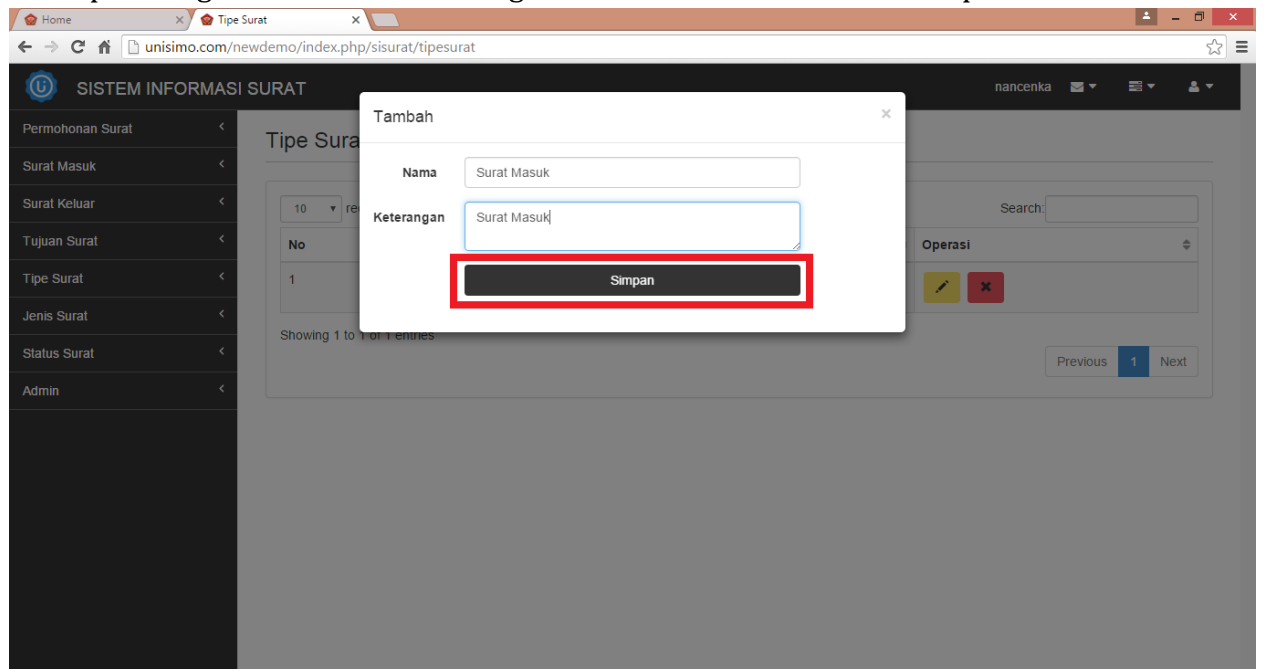 Home
Tipe Surat
unisimo.com/newdemo/index.php/sisurat/tipesurat
SISTEM INFORMASI SURAT
nancenka
Permohonan Surat
Surat Masuk
Surat Keluar
Tujuan Surat
Tipe Surat
Jenis Surat
Status Surat
Admin
Tipe Sura
Tambah
×
Nama
Surat Masuk
Keterangan
Surat Masuk
Simpan
10
re
Search:
No
Operasi
1
Showing 1 to 1 of 1 entries
Previous 1 Next